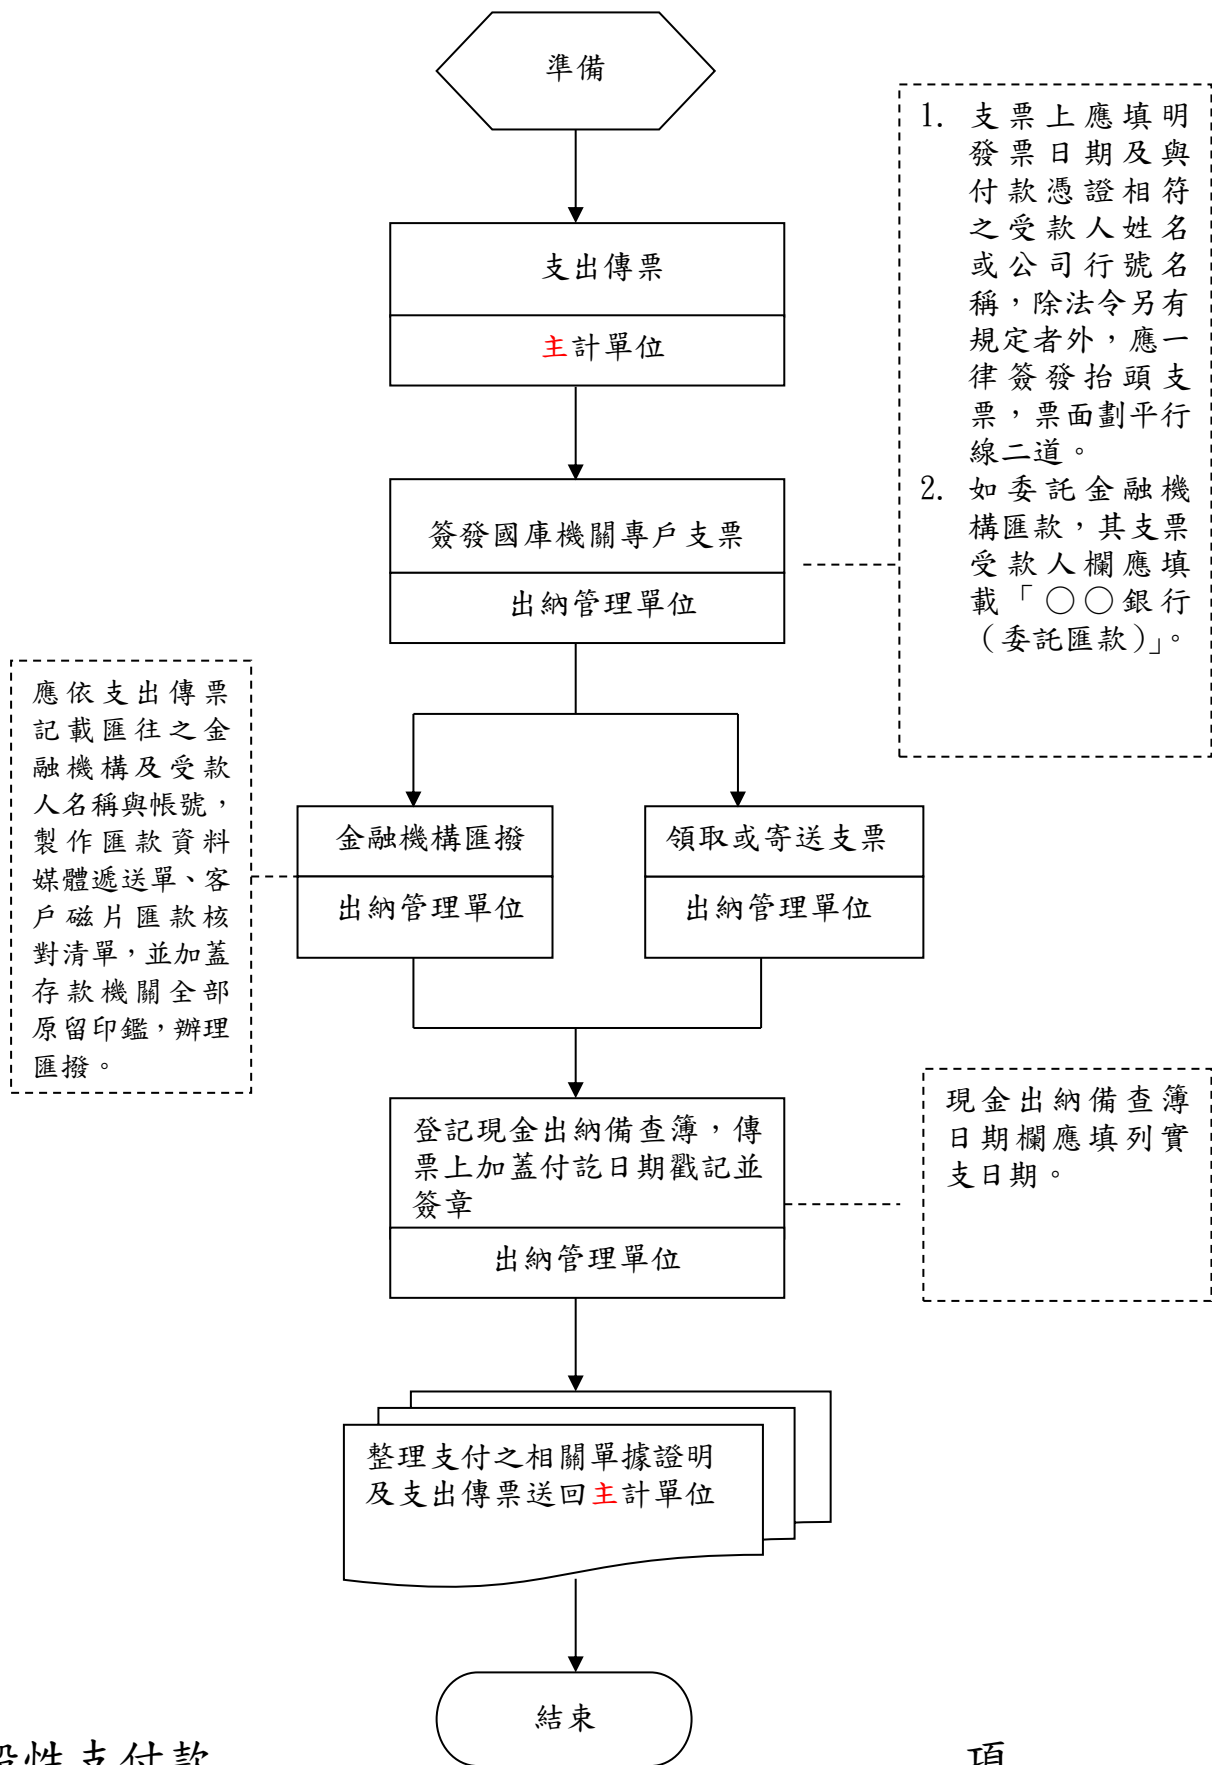 準備
1. 支票上應填明
發票日期及與
付款憑證相符
之受款人姓名
或公司行號名
稱，除法令另有
規定者外，應一
律簽發抬頭支
票，票面劃平行
線二道。
2. 如委託金融機
構匯款，其支票
受款人欄應填
載「○○銀行
（委託匯款）」。
支出傳票
主計單位
簽發國庫機關專戶支票
出納管理單位
應依支出傳票
記載匯往之金
融機構及受款
人名稱與帳號，
製作匯款資料
媒體遞送單、客
戶磁片匯款核
對清單，並加蓋
存款機關全部
原留印鑑，辦理
匯撥。
金融機構匯撥
出納管理單位
領取或寄送支票
出納管理單位
登記現金出納備查簿，傳
票上加蓋付訖日期戳記並
簽章
出納管理單位
現金出納備查簿
日期欄應填列實
支日期。
整理支付之相關單據證明
及支出傳票送回主計單位
結束
性支付款